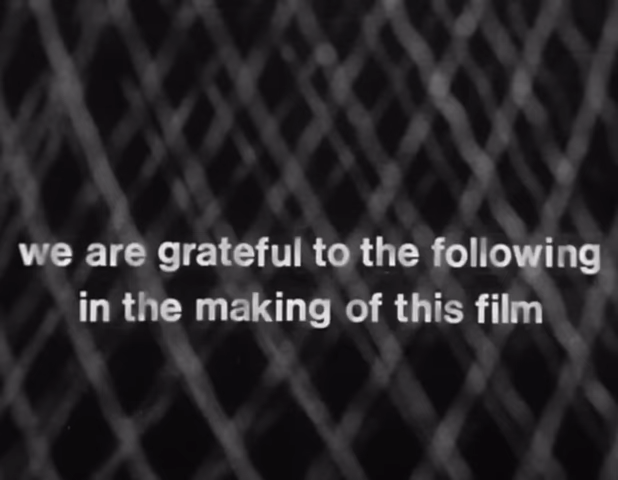 we are grateful to the following
in the making of this film